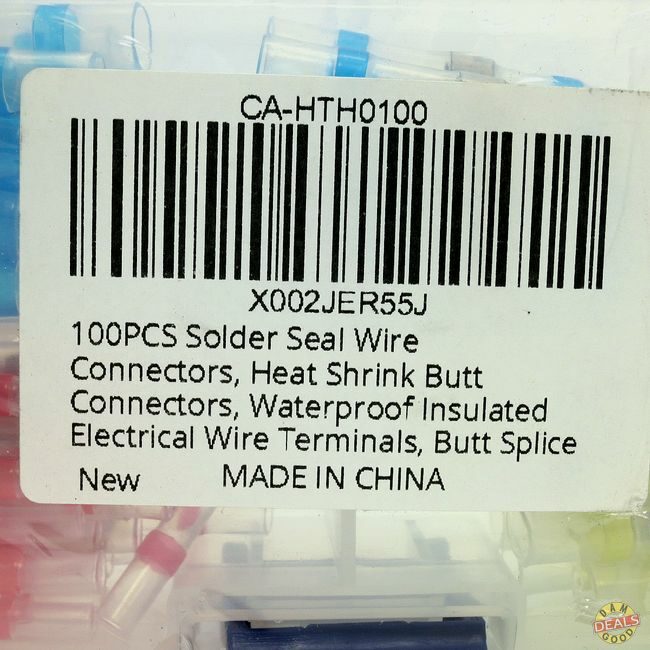 CA-HTH0100
X002JER55J
100PCS Solder Seal Wire
Connectors, Heat Shrink Butt
Connectors, Waterproof Insulated
Electrical Wire Terminals, Butt Splice
New MADE IN CHINA
DAM
DEALS
GOOD